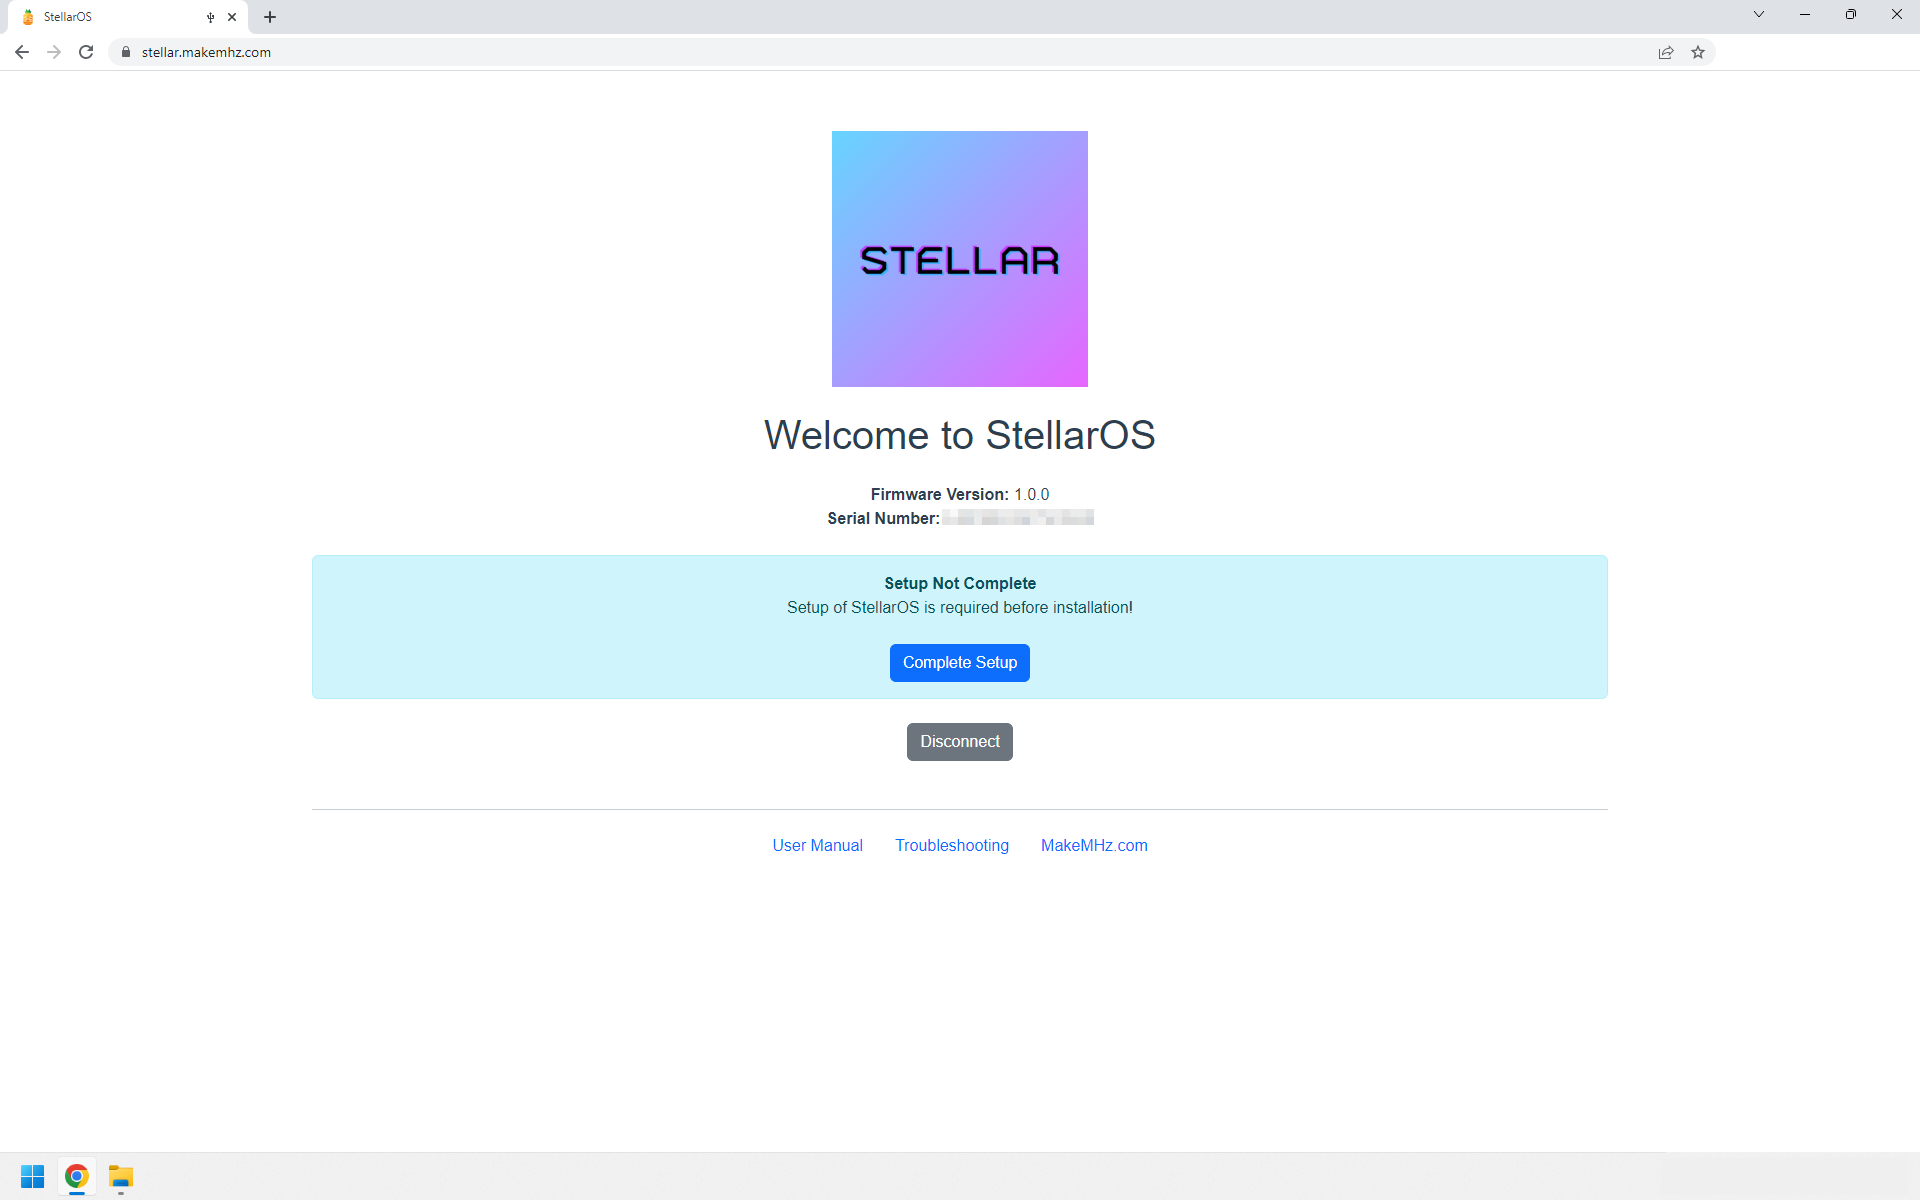 StellarOS
stellar.makemhz.com
STELLAR
Welcome to StellarOS
Firmware Version: 1.0.0
Serial Number:
Setup Not Complete
Setup of StellarOS is required before installation!
Complete Setup
Disconnect
User Manual Troubleshooting MakeMHz.com